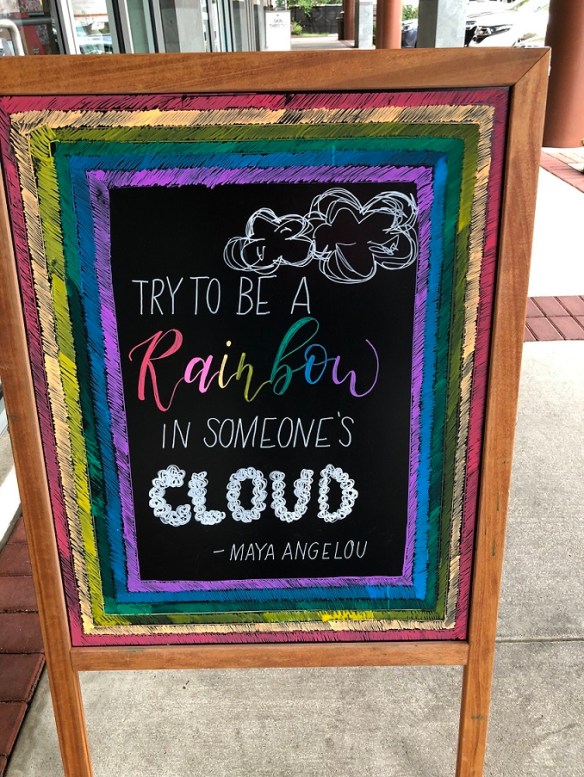 TRY TO BE A
Rainbow
IN SOMEONE'S
CLOUD
- MAYA ANGELOU